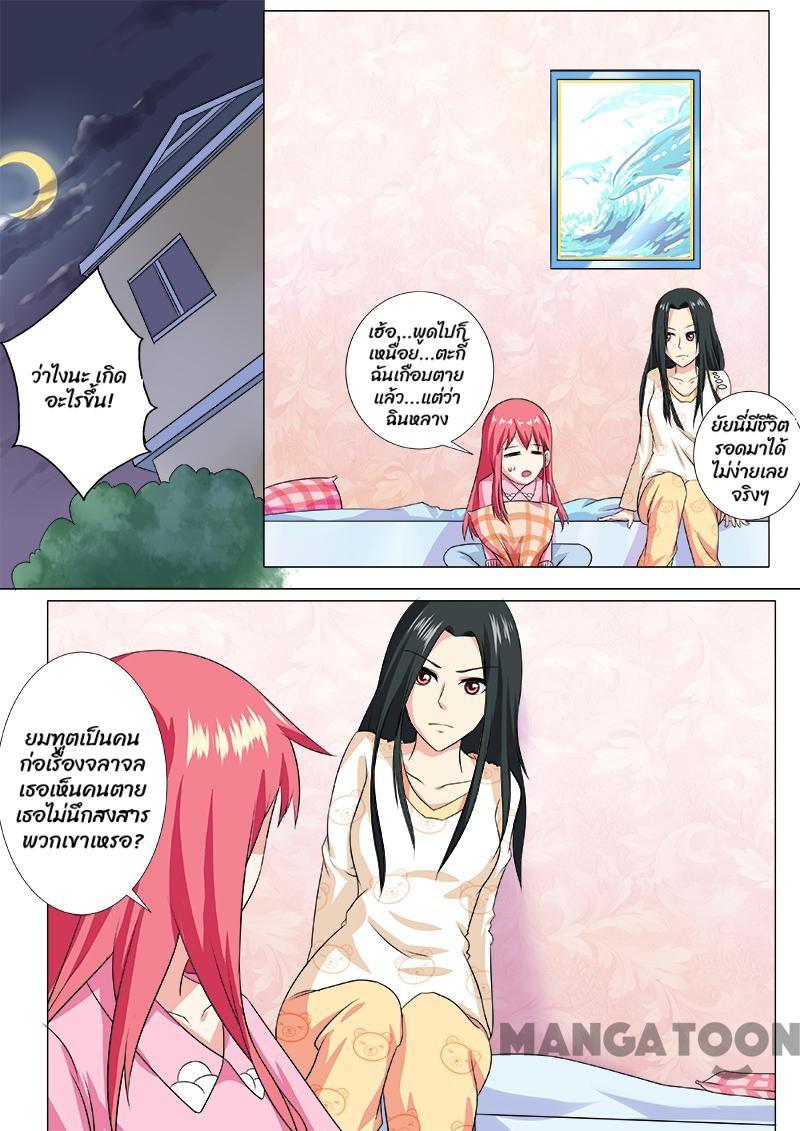 ว่าไงนะ เกิด
อะไรขึ้น!
เฮ้อ...พูดไปก็
เหนื่อย...ตะกี้
ฉันเกือบตาย
แล้ว...แต่ว่า
ฉินหลาง
ยัยนี่มีชีวิต
รอดมาได้
ไม่ง่ายเลย
จริงๆ
ยมทูตเป็นคน
ก่อเรื่องจลาจล
เธอเห็นคนตาย
เธอไม่นึกสงสาร
พวกเขาเหรอ?
MANGATOON